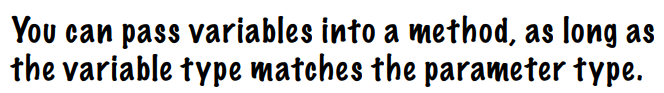 You can pass variables into a method, as long as
the variable type matches the parameter type.